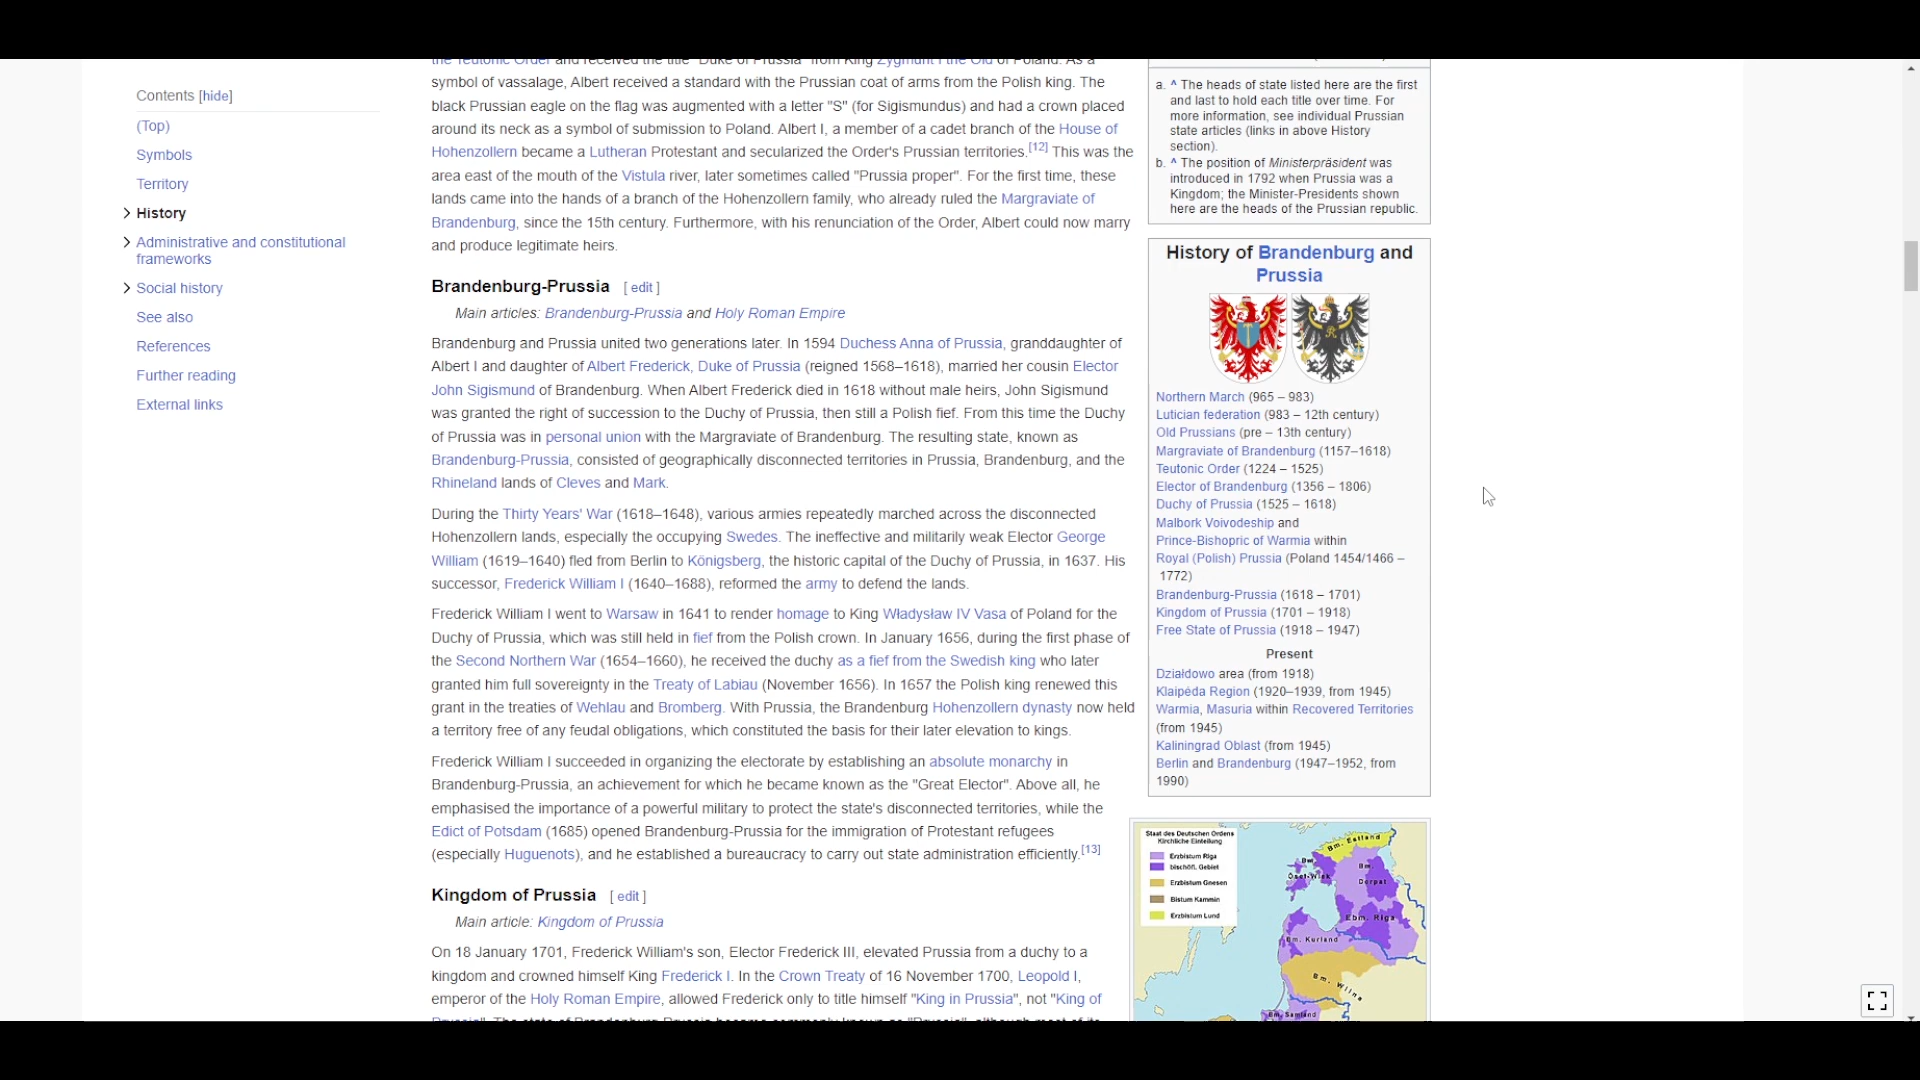 Contents [hide]
(Top)
Symbols
Territory
History
Administrative and constitutional
frameworks
Social history
See also
References
Further reading
External links
the Teutonic Order and received the title "Duke of Prussia" from King Zygmunt I the Old of Poland. As a
symbol of vassalage, Albert received a standard with the Prussian coat of arms from the Polish king. The
black Prussian eagle on the flag was augmented with a letter "S" (for Sigismundus) and had a crown placed
around its neck as a symbol of submission to Poland. Albert I, a member of a cadet branch of the House of
Hohenzollern became a Lutheran Protestant and secularized the Order's Prussian territories.[12] This was the
area east of the mouth of the Vistula river, later sometimes called "Prussia proper". For the first time, these
lands came into the hands of a branch of the Hohenzollern family, who already ruled the Margraviate of
Brandenburg, since the 15th century. Furthermore, with his renunciation of the Order, Albert could now marry
and produce legitimate heirs.
Brandenburg-Prussia [ edit ]
Main articles: Brandenburg-Prussia and Holy Roman Empire
Brandenburg and Prussia united two generations later. In 1594 Duchess Anna of Prussia, granddaughter of
Albert I and daughter of Albert Frederick, Duke of Prussia (reigned 1568–1618), married her cousin Elector
John Sigismund of Brandenburg. When Albert Frederick died in 1618 without male heirs, John Sigismund
was granted the right of succession to the Duchy of Prussia, then still a Polish fief. From this time the Duchy
of Prussia was in personal union with the Margraviate of Brandenburg. The resulting state, known as
Brandenburg-Prussia, consisted of geographically disconnected territories in Prussia, Brandenburg, and the
Rhineland lands of Cleves and Mark.
During the Thirty Years' War (1618–1648), various armies repeatedly marched across the disconnected
Hohenzollern lands, especially the occupying Swedes. The ineffective and militarily weak Elector George
William (1619–1640) fled from Berlin to Königsberg, the historic capital of the Duchy of Prussia, in 1637. His
successor, Frederick William I (1640–1688), reformed the army to defend the lands.
Frederick William I went to Warsaw in 1641 to render homage to King Władysław IV Vasa of Poland for the
Duchy of Prussia, which was still held in fief from the Polish crown. In January 1656, during the first phase of
the Second Northern War (1654–1660), he received the duchy as a fief from the Swedish king who later
granted him full sovereignty in the Treaty of Labiau (November 1656). In 1657 the Polish king renewed this
grant in the treaties of Wehlau and Bromberg. With Prussia, the Brandenburg Hohenzollern dynasty now held
a territory free of any feudal obligations, which constituted the basis for their later elevation to kings.
Frederick William I succeeded in organizing the electorate by establishing an absolute monarchy in
Brandenburg-Prussia, an achievement for which he became known as the "Great Elector". Above all, he
emphasised the importance of a powerful military to protect the state's disconnected territories, while the
Edict of Potsdam (1685) opened Brandenburg-Prussia for the immigration of Protestant refugees
(especially Huguenots), and he established a bureaucracy to carry out state administration efficiently.[13]
Kingdom of Prussia [ edit ]
Main article: Kingdom of Prussia
On 18 January 1701, Frederick William's son, Elector Frederick III, elevated Prussia from a duchy to a
kingdom and crowned himself King Frederick I. In the Crown Treaty of 16 November 1700, Leopold I,
emperor of the Holy Roman Empire, allowed Frederick only to title himself "King in Prussia", not "King of
a. ^ The heads of state listed here are the first
and last to hold each title over time. For
more information, see individual Prussian
state articles (links in above History
section).
b. ^ The position of Ministerpräsident was
introduced in 1792 when Prussia was a
Kingdom; the Minister-Presidents shown
here are the heads of the Prussian republic.
History of Brandenburg and
Prussia
Northern March (965 – 983)
Lutician federation (983 – 12th century)
Old Prussians (pre – 13th century)
Margraviate of Brandenburg (1157–1618)
Teutonic Order (1224 – 1525)
Elector of Brandenburg (1356 – 1806)
Duchy of Prussia (1525 – 1618)
Malbork Voivodeship and
Prince-Bishopric of Warmia within
Royal (Polish) Prussia (Poland 1454/1466 –
1772)
Brandenburg-Prussia (1618 – 1701)
Kingdom of Prussia (1701 – 1918)
Free State of Prussia (1918 – 1947)
Present
Działdowo area (from 1918)
Klaipėda Region (1920–1939, from 1945)
Warmia, Masuria within Recovered Territories
(from 1945)
Kaliningrad Oblast (from 1945)
Berlin and Brandenburg (1947–1952, from
1990)
Staat des Deutschen Ordens
Kirchliche Einteilung
Erzbistum Riga
bischöfl. Gebiet
Erzbistum Gnesen
Bistum Kammin
Erzbistum Lund
Bm. Estland
Bm.
Ösel-Wiek
Bm.
Dorpat
Ebm. Riga
Bm. Kurland
Bm. Wilna
Bm. Samland